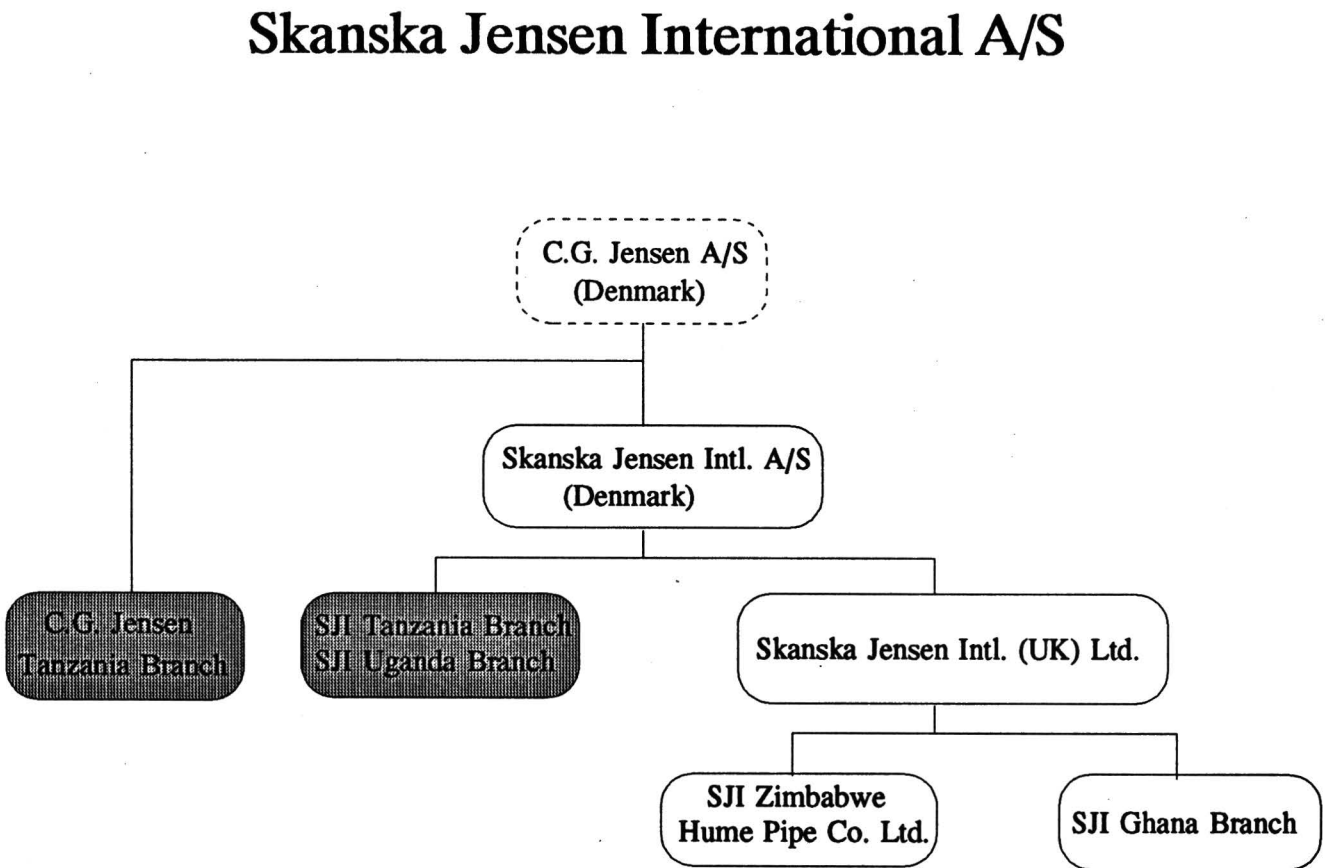 Skanska Jensen International A/S
C.G. Jensen A/S
(Denmark)
Skanska Jensen Intl. A/S
(Denmark)
C.G. Jensen
Tanzania Branch
SJI Tanzania Branch
SJI Uganda Branch
Skanska Jensen Intl. (UK) Ltd.
SJI Zimbabwe
Hume Pipe Co. Ltd.
SJI Ghana Branch